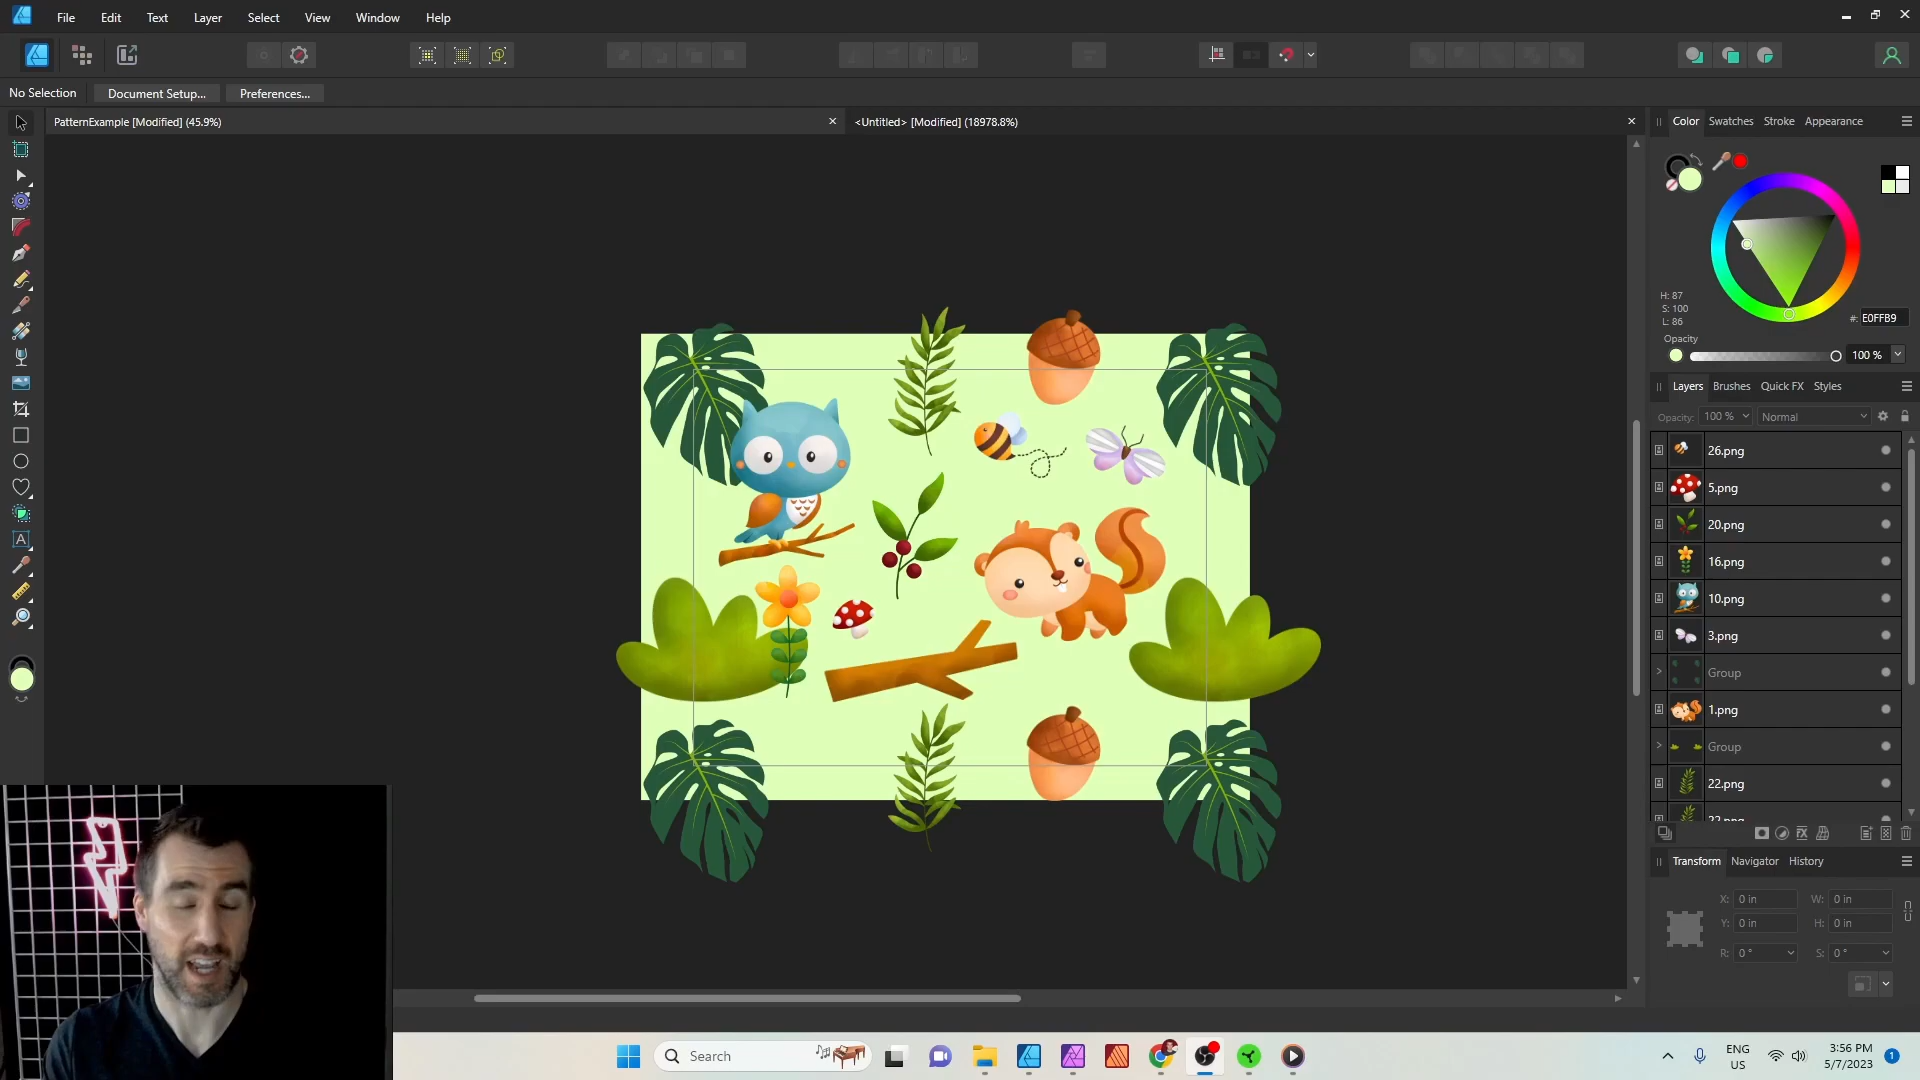 File Edit Text Layer Select View Window Help
No Selection Document Setup... Preferences...
PatternExample [Modified] (45.9%)
<Untitled> [Modified] (18978.8%)
Color Swatches Stroke Appearance
H: 87
S: 100
L: 86
#: E0FFB9
Opacity
100 %
Layers Brushes Quick FX Styles
Opacity: 100 % Normal
26.png
5.png
20.png
16.png
10.png
3.png
Group
1.png
Group
22.png
22.png
Transform Navigator History
X: 0 in W: 0 in
Y: 0 in H: 0 in
R: 0 ° S: 0 °
A
Search
ENG
US
3:56 PM
5/7/2023
1